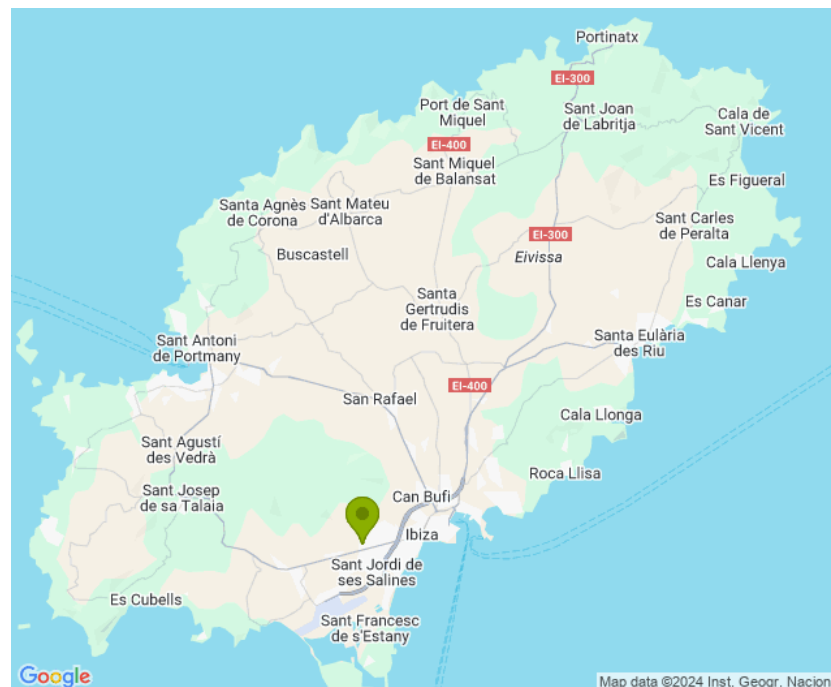 Portinatx
EI-300
Port de Sant
Miquel
Sant Joan
de Labritja
Cala de
Sant Vicent
EI-400
Sant Miquel
de Balansat
Es Figueral
Santa Agnès
de Corona
Sant Mateu
d'Albarca
Sant Carles
de Peralta
EI-300
Buscastell
Eivissa
Cala Llenya
Santa
Gertrudis
de Fruitera
Es Canar
Sant Antoni
de Portmany
Santa Eulària
des Riu
EI-400
San Rafael
Cala Llonga
Sant Agustí
des Vedrà
Roca Llisa
Sant Josep
de sa Talaia
Can Bufi
Ibiza
Sant Jordi de
ses Salines
Es Cubells
Sant Francesc
de s'Estany
Google
Map data ©2024 Inst. Geogr. Nacion